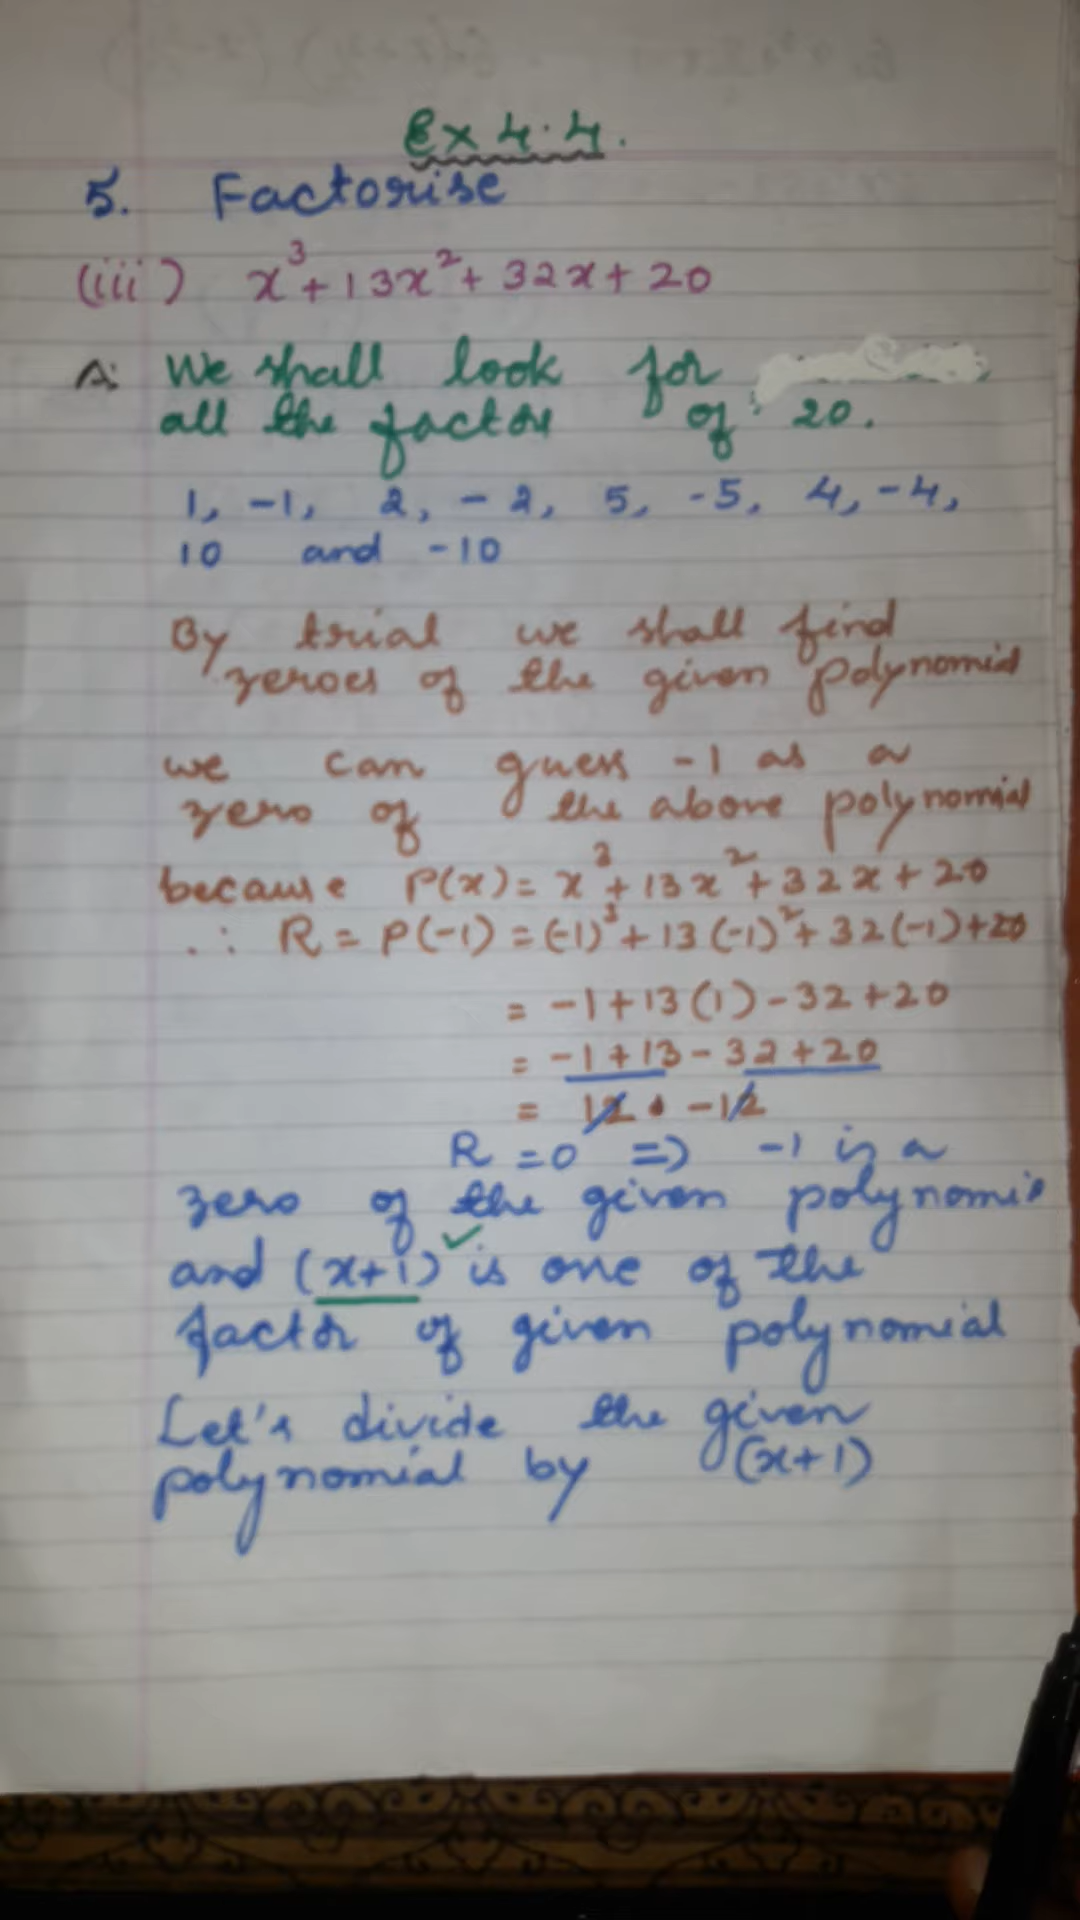 Ex 4.4.
5. Factorise
(iii) x³+13x²+32x+20
A: We shall look for
all the factors of 20.
1, -1, 2, -2, 5, -5, 4, -4,
10 and -10
By trial we shall find
zeroes of the given polynomial
we can guess -1 as a
zero of the above polynomial
because P(x) = x³+13x²+32x+20
∴ R = P(-1) = (-1)³+13(-1)²+32(-1)+20
= -1+13(1)-32+20
= -1+13-32+20
= 12 -12
R = 0 => -1 is a
zero of the given polynomia
and (x+1) is one of the
factor of given polynomial
Let's divide the given
polynomial by (x+1)